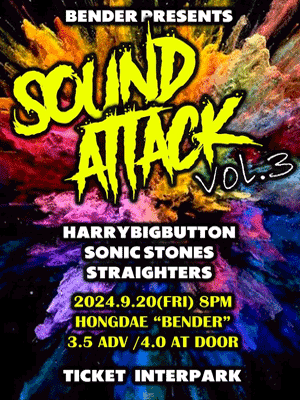 BENDER PRESENTS
SOUND
ATTACK
VOL.3
HARRYBIGBUTTON
SONIC STONES
STRAIGHTERS
2024.9.20(FRI) 8PM
HONGDAE “BENDER”
3.5 ADV /4.0 AT DOOR
TICKET INTERPARK